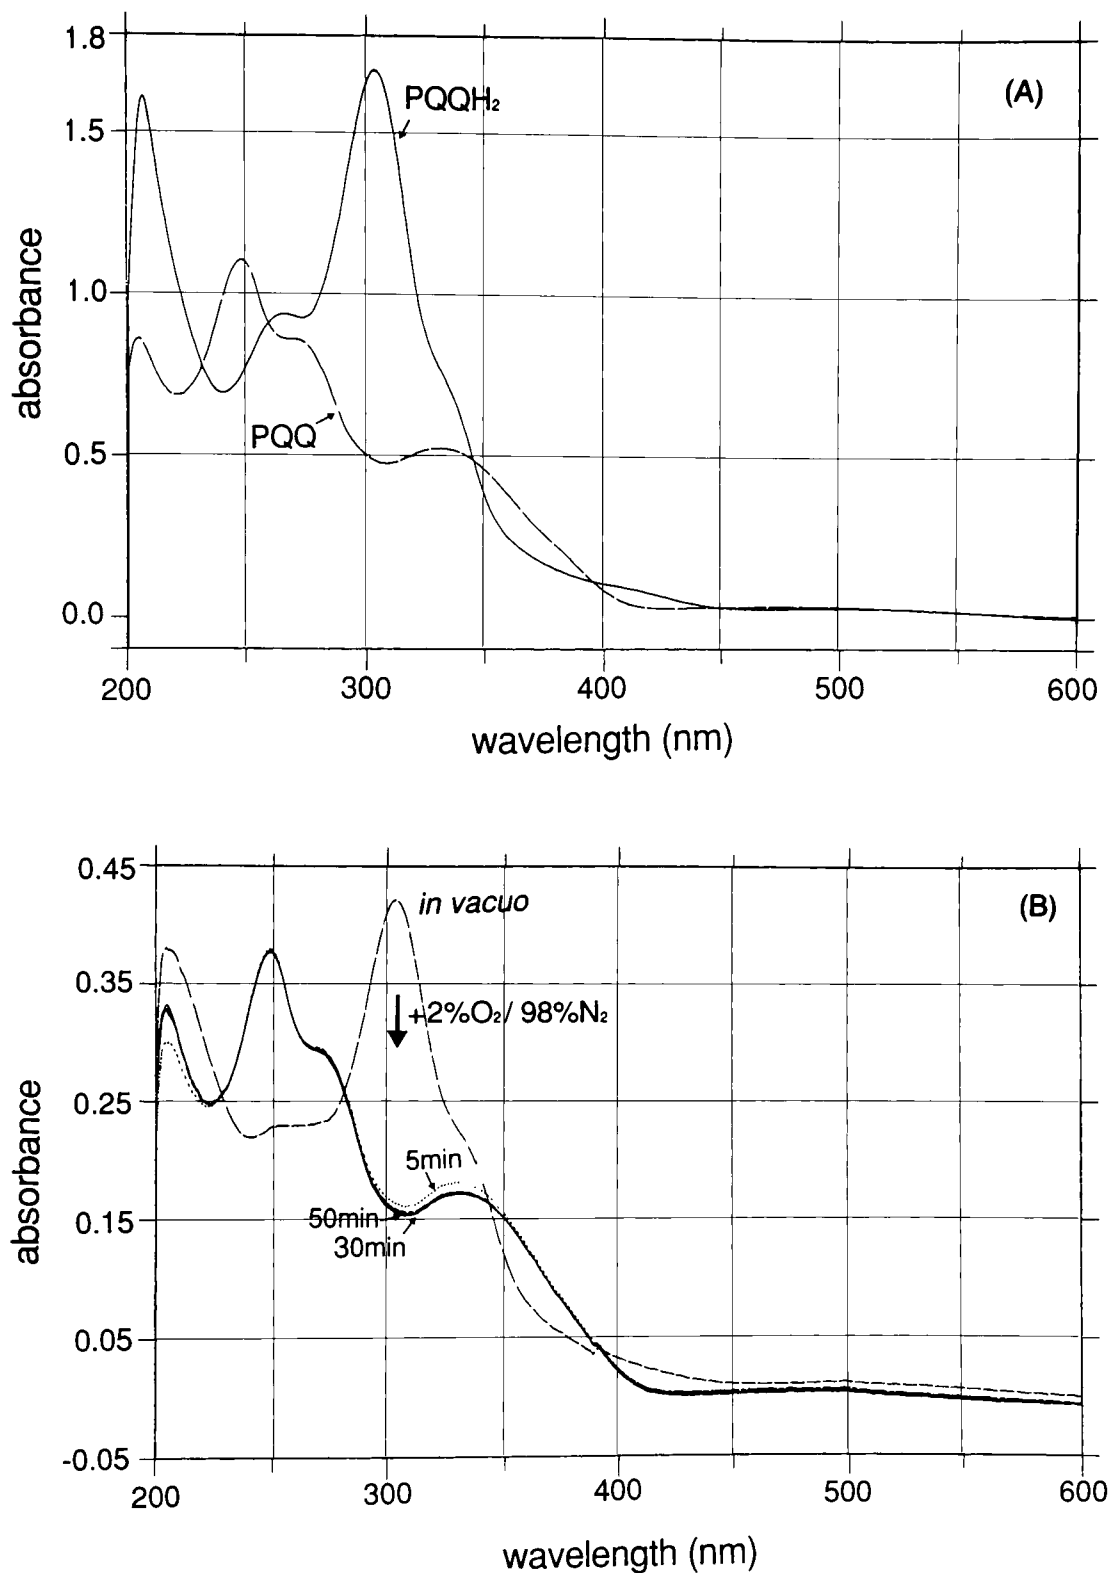 1.8
(A)
PQQH₂
1.5
absorbance
1.0
PQQ
0.5
0.0
200 300 400 500 600
wavelength (nm)
0.45
in vacuo
(B)
0.35
+2%O₂/ 98%N₂
0.25
absorbance
5min
0.15
50min
30min
0.05
-0.05
200 300 400 500 600
wavelength (nm)